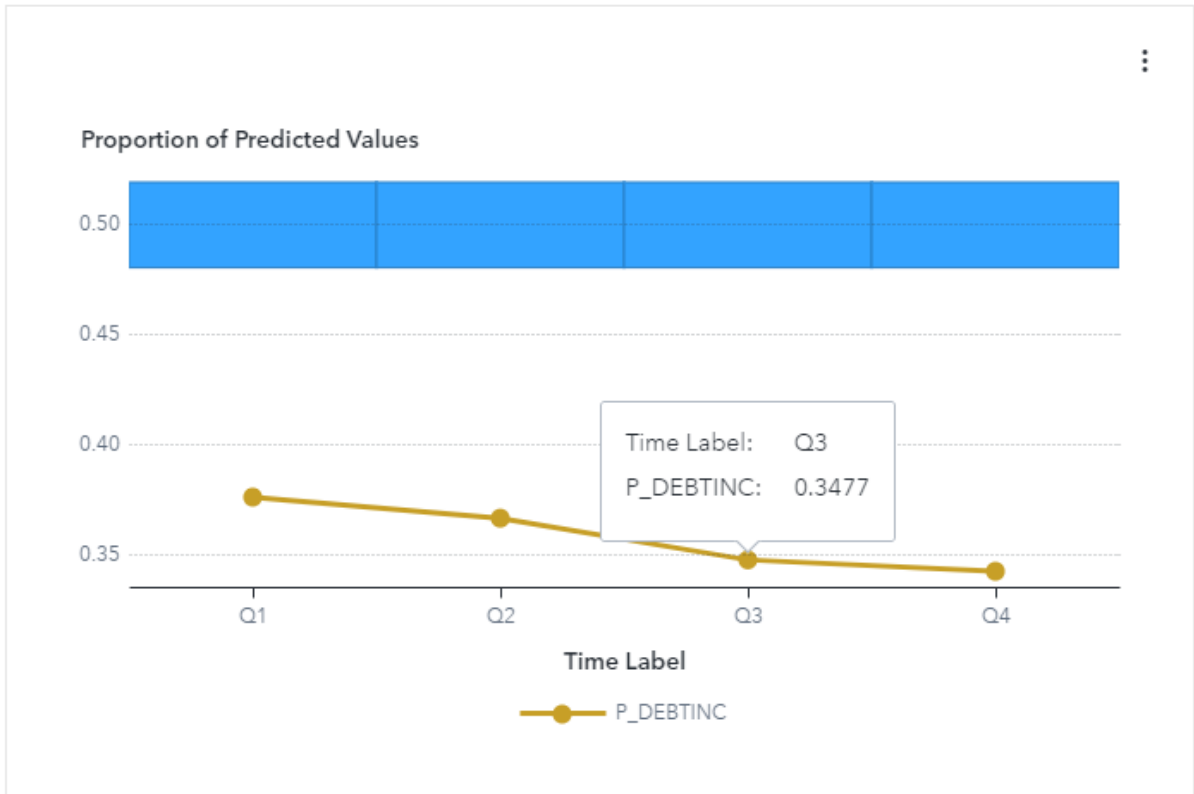 Proportion of Predicted Values
0.50
0.45
0.40
0.35
Time Label: Q3
P_DEBTINC: 0.3477
Q1 Q2 Q3 Q4
Time Label
P_DEBTINC